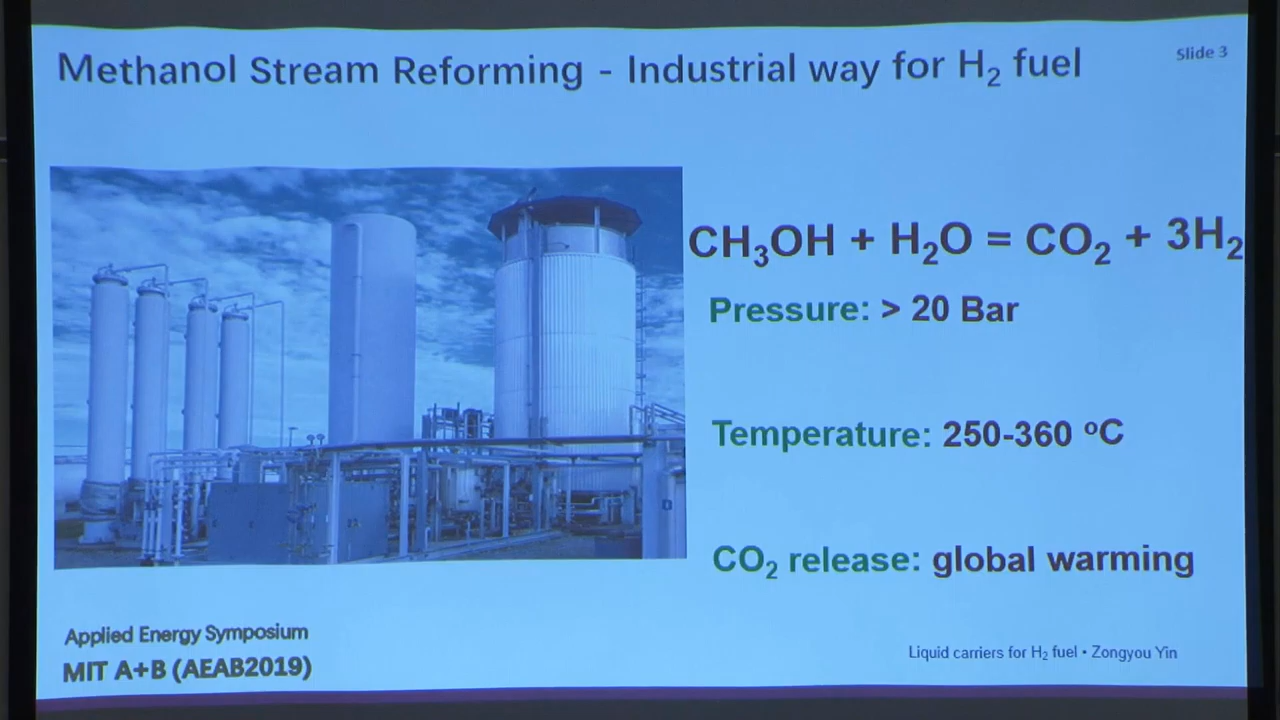 Methanol Stream Reforming - Industrial way for H₂ fuel
Slide 3
CH₃OH + H₂O = CO₂ + 3H₂
Pressure: > 20 Bar
Temperature: 250-360 ºC
CO₂ release: global warming
Applied Energy Symposium
MIT A+B (AEAB2019)
Liquid carriers for H₂ fuel • Zongyou Yin